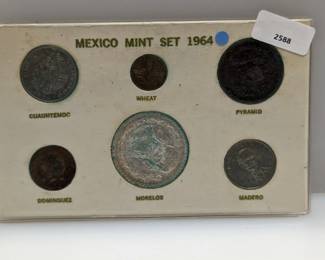 MEXICO MINT SET 1964
2588
CUAUHTEMOC
WHEAT
PYRAMID
DOMINGUEZ
MORELOS
MADERO